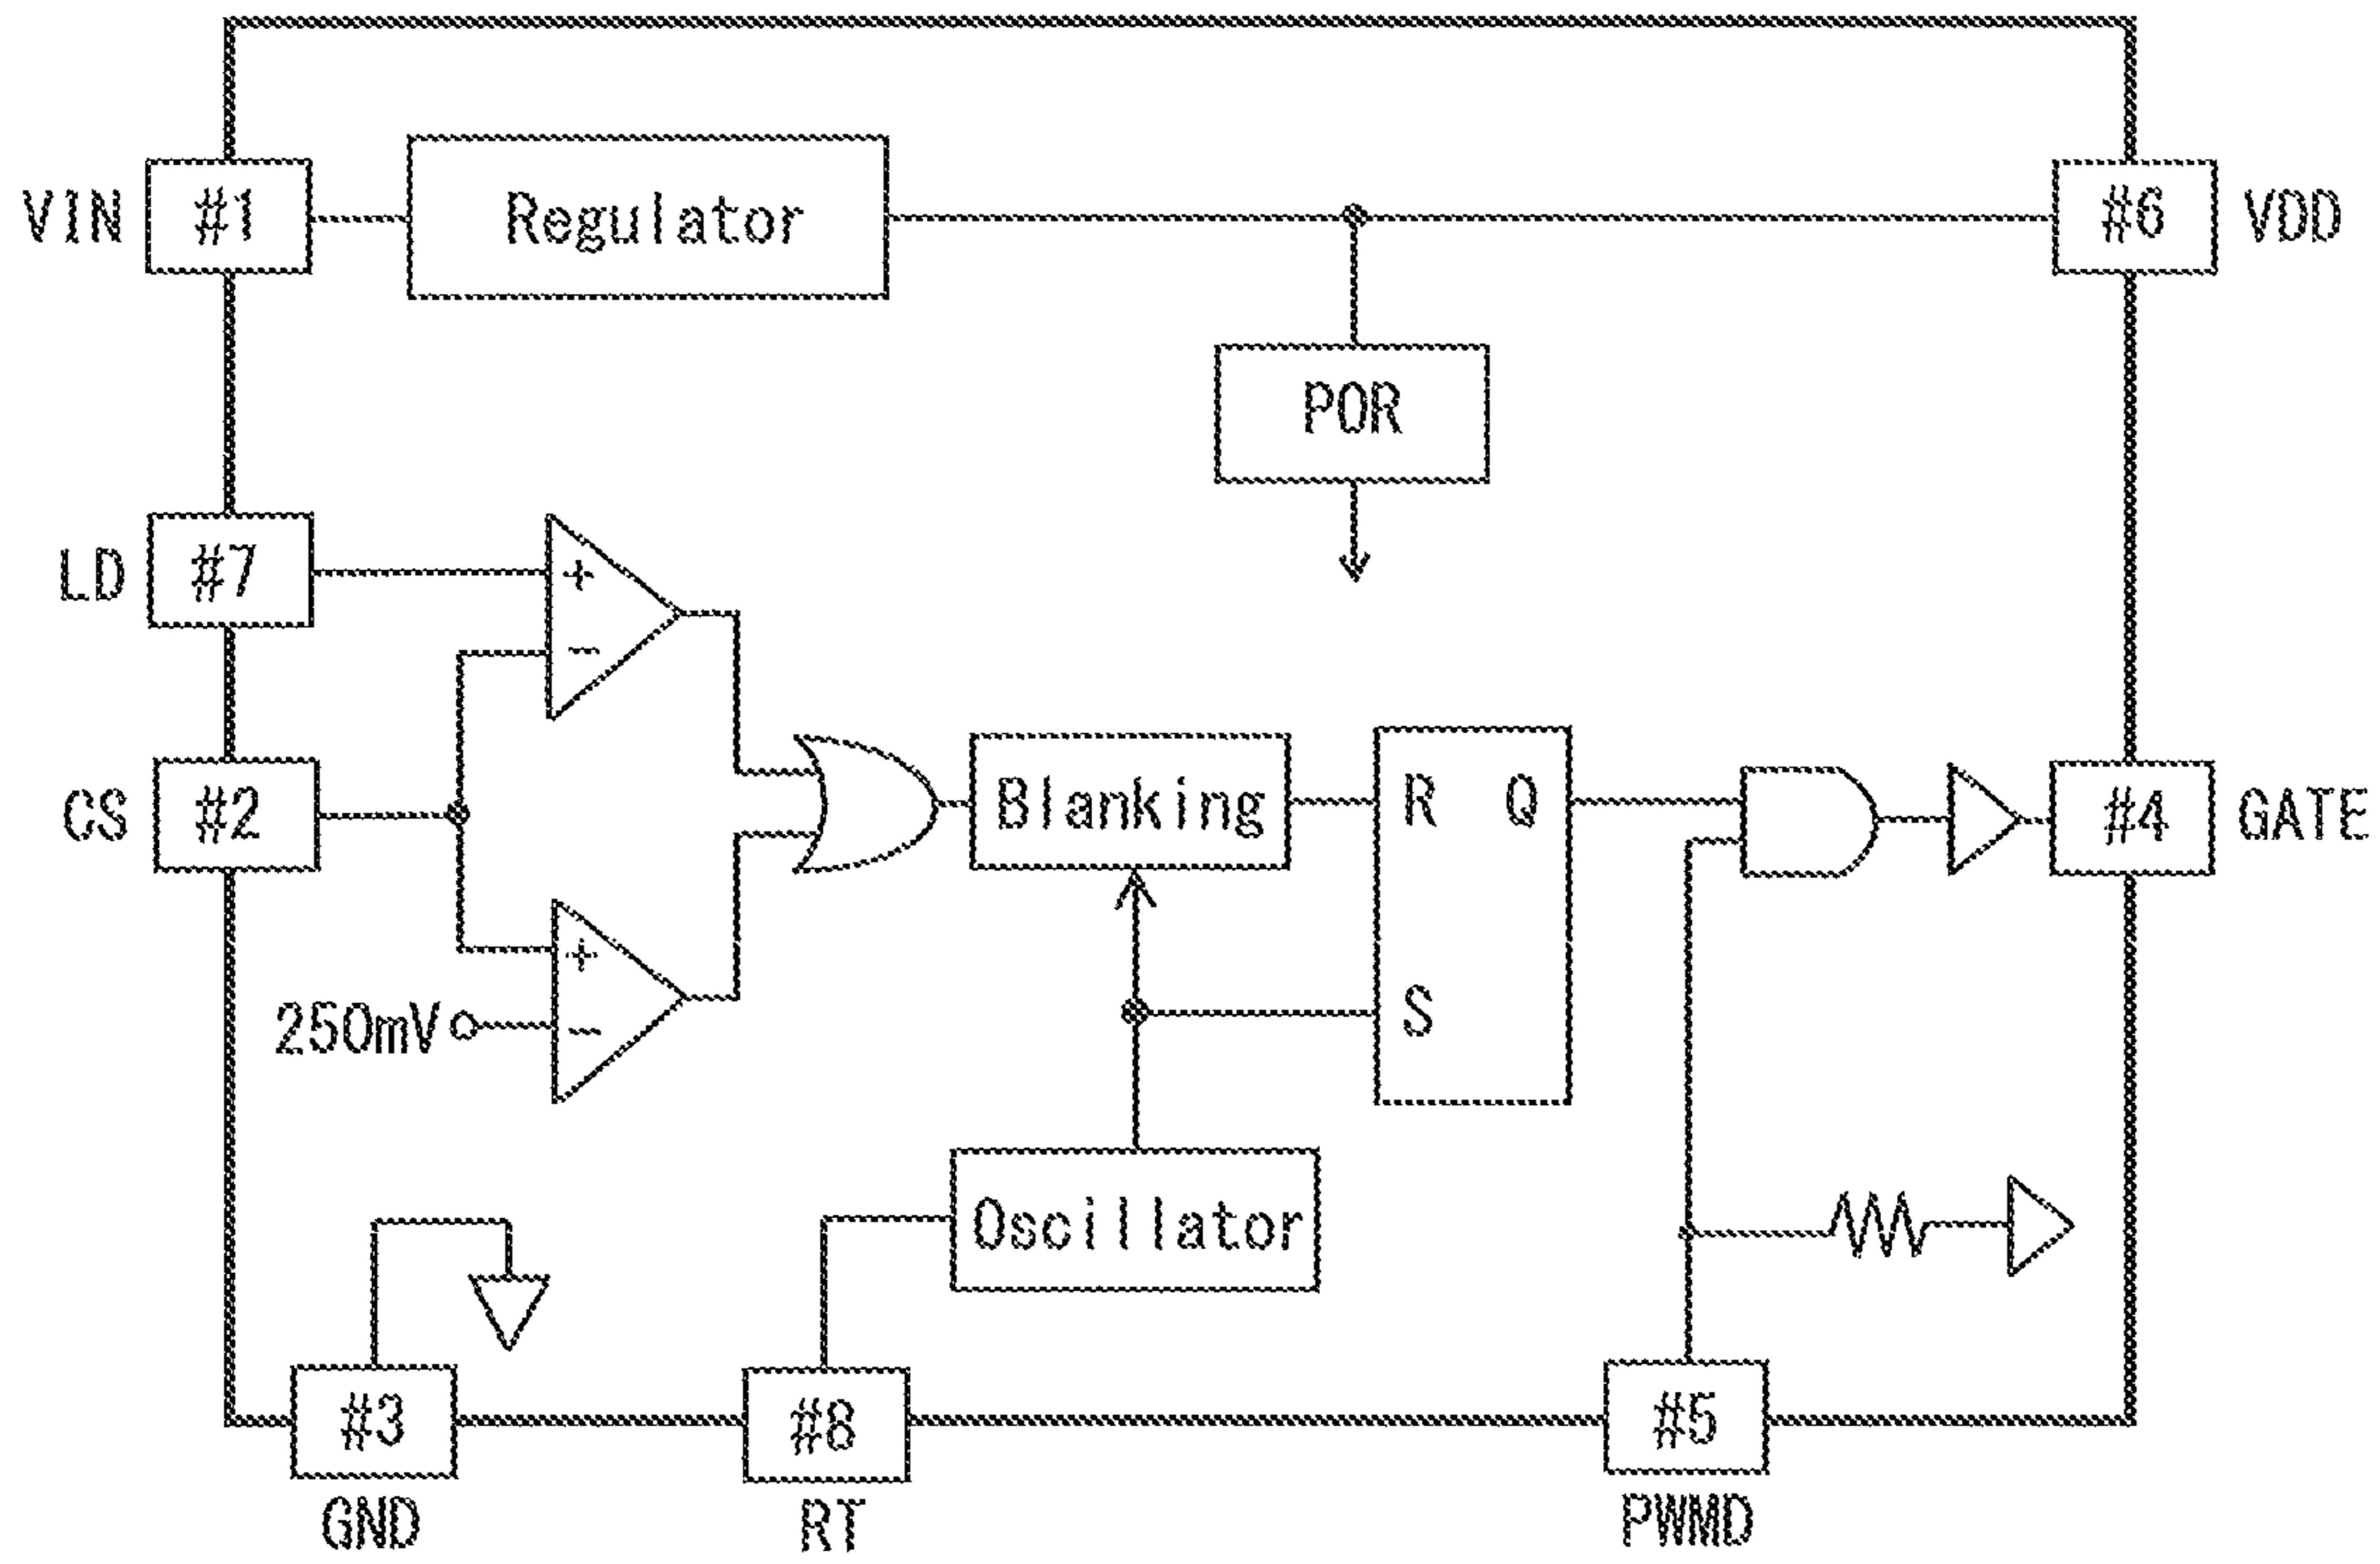 VIN #1 Regulator #6 VDD
POR
LD #7 +
−
CS #2 Blanking R Q #4 GATE
+
250mV − S
Oscillator
#3 #8 #5
GND RT PWMD